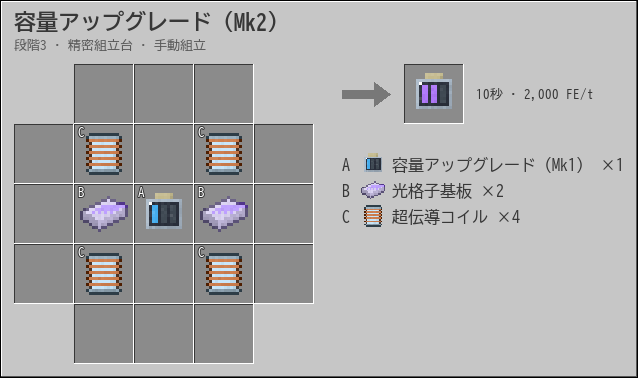 容量アップグレード（Mk2）
段階3 · 精密組立台 · 手動組立
C
C
B
A
B
C
C
10秒 · 2,000 FE/t
A 容量アップグレード（Mk1） ×1
B 光格子基板 ×2
C 超伝導コイル ×4